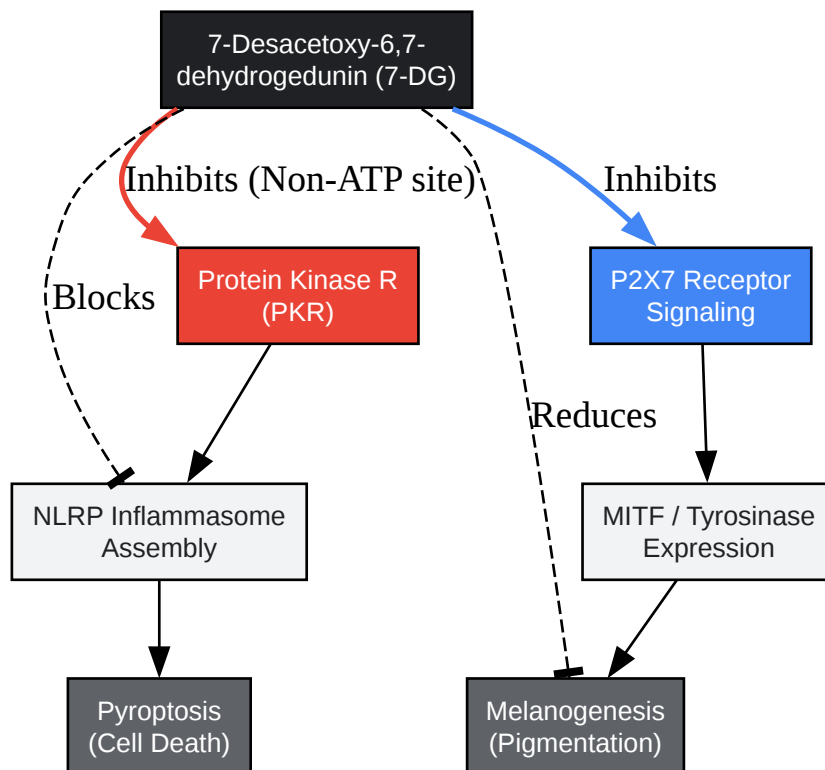 7-Desacetoxy-6,7-
dehydrogedunin (7-DG)
Inhibits (Non-ATP site)
Inhibits
Protein Kinase R
(PKR)
P2X7 Receptor
Signaling
Blocks
Reduces
NLRP Inflammasome
Assembly
MITF / Tyrosinase
Expression
Pyroptosis
(Cell Death)
Melanogenesis
(Pigmentation)